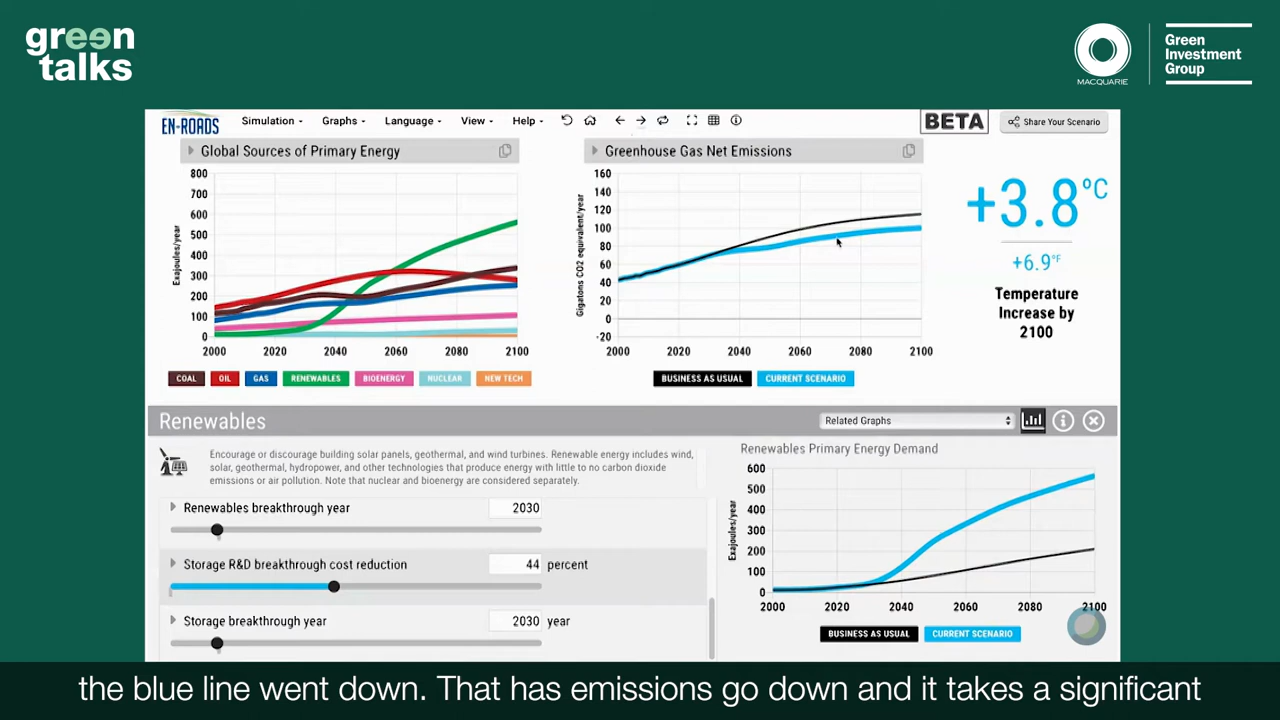 green
talks
MACQUARIE
Green
Investment
Group
EN-ROADS
Simulation Graphs Language View Help
BETA
Share Your Scenario
Global Sources of Primary Energy
Exajoules/year
800
700
600
500
400
300
200
100
0
2000 2020 2040 2060 2080 2100
COAL OIL GAS RENEWABLES BIOENERGY NUCLEAR NEW TECH
Greenhouse Gas Net Emissions
Gigatons CO2 equivalent/year
160
140
120
100
80
60
40
20
0
-20
2000 2020 2040 2060 2080 2100
BUSINESS AS USUAL CURRENT SCENARIO
+3.8°C
+6.9°F
Temperature
Increase by
2100
Renewables
Related Graphs
Encourage or discourage building solar panels, geothermal, and wind turbines. Renewable energy includes wind,
solar, geothermal, hydropower, and other technologies that produce energy with little to no carbon dioxide
emissions or air pollution. Note that nuclear and bioenergy are considered separately.
Renewables breakthrough year 2030
Storage R&D breakthrough cost reduction 44 percent
Storage breakthrough year 2030 year
Renewables Primary Energy Demand
Exajoules/year
600
500
400
300
200
100
0
2000 2020 2040 2060 2080 2100
BUSINESS AS USUAL CURRENT SCENARIO
the blue line went down. That has emissions go down and it takes a significant